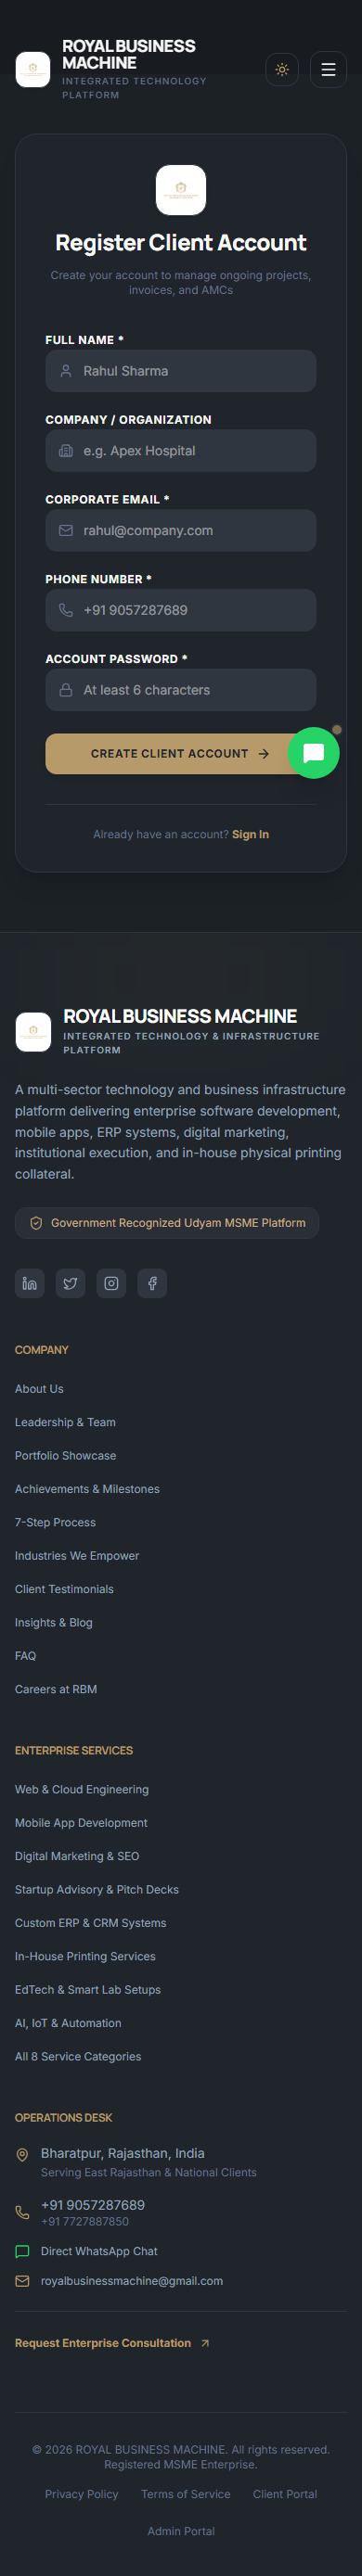 ROYAL BUSINESS
MACHINE
INTEGRATED TECHNOLOGY
PLATFORM
Register Client Account
Create your account to manage ongoing projects,
invoices, and AMCs
FULL NAME *
Rahul Sharma
COMPANY / ORGANIZATION
e.g. Apex Hospital
CORPORATE EMAIL *
rahul@company.com
PHONE NUMBER *
+91 9057287689
ACCOUNT PASSWORD *
At least 6 characters
CREATE CLIENT ACCOUNT
Already have an account? Sign In
ROYAL BUSINESS MACHINE
INTEGRATED TECHNOLOGY & INFRASTRUCTURE
PLATFORM
A multi-sector technology and business infrastructure
platform delivering enterprise software development,
mobile apps, ERP systems, digital marketing,
institutional execution, and in-house physical printing
collateral.
Government Recognized Udyam MSME Platform
COMPANY
About Us
Leadership & Team
Portfolio Showcase
Achievements & Milestones
7-Step Process
Industries We Empower
Client Testimonials
Insights & Blog
FAQ
Careers at RBM
ENTERPRISE SERVICES
Web & Cloud Engineering
Mobile App Development
Digital Marketing & SEO
Startup Advisory & Pitch Decks
Custom ERP & CRM Systems
In-House Printing Services
EdTech & Smart Lab Setups
AI, IoT & Automation
All 8 Service Categories
OPERATIONS DESK
Bharatpur, Rajasthan, India
Serving East Rajasthan & National Clients
+91 9057287689
+91 7727887850
Direct WhatsApp Chat
royalbusinessmachine@gmail.com
Request Enterprise Consultation
© 2026 ROYAL BUSINESS MACHINE. All rights reserved.
Registered MSME Enterprise.
Privacy Policy Terms of Service Client Portal
Admin Portal